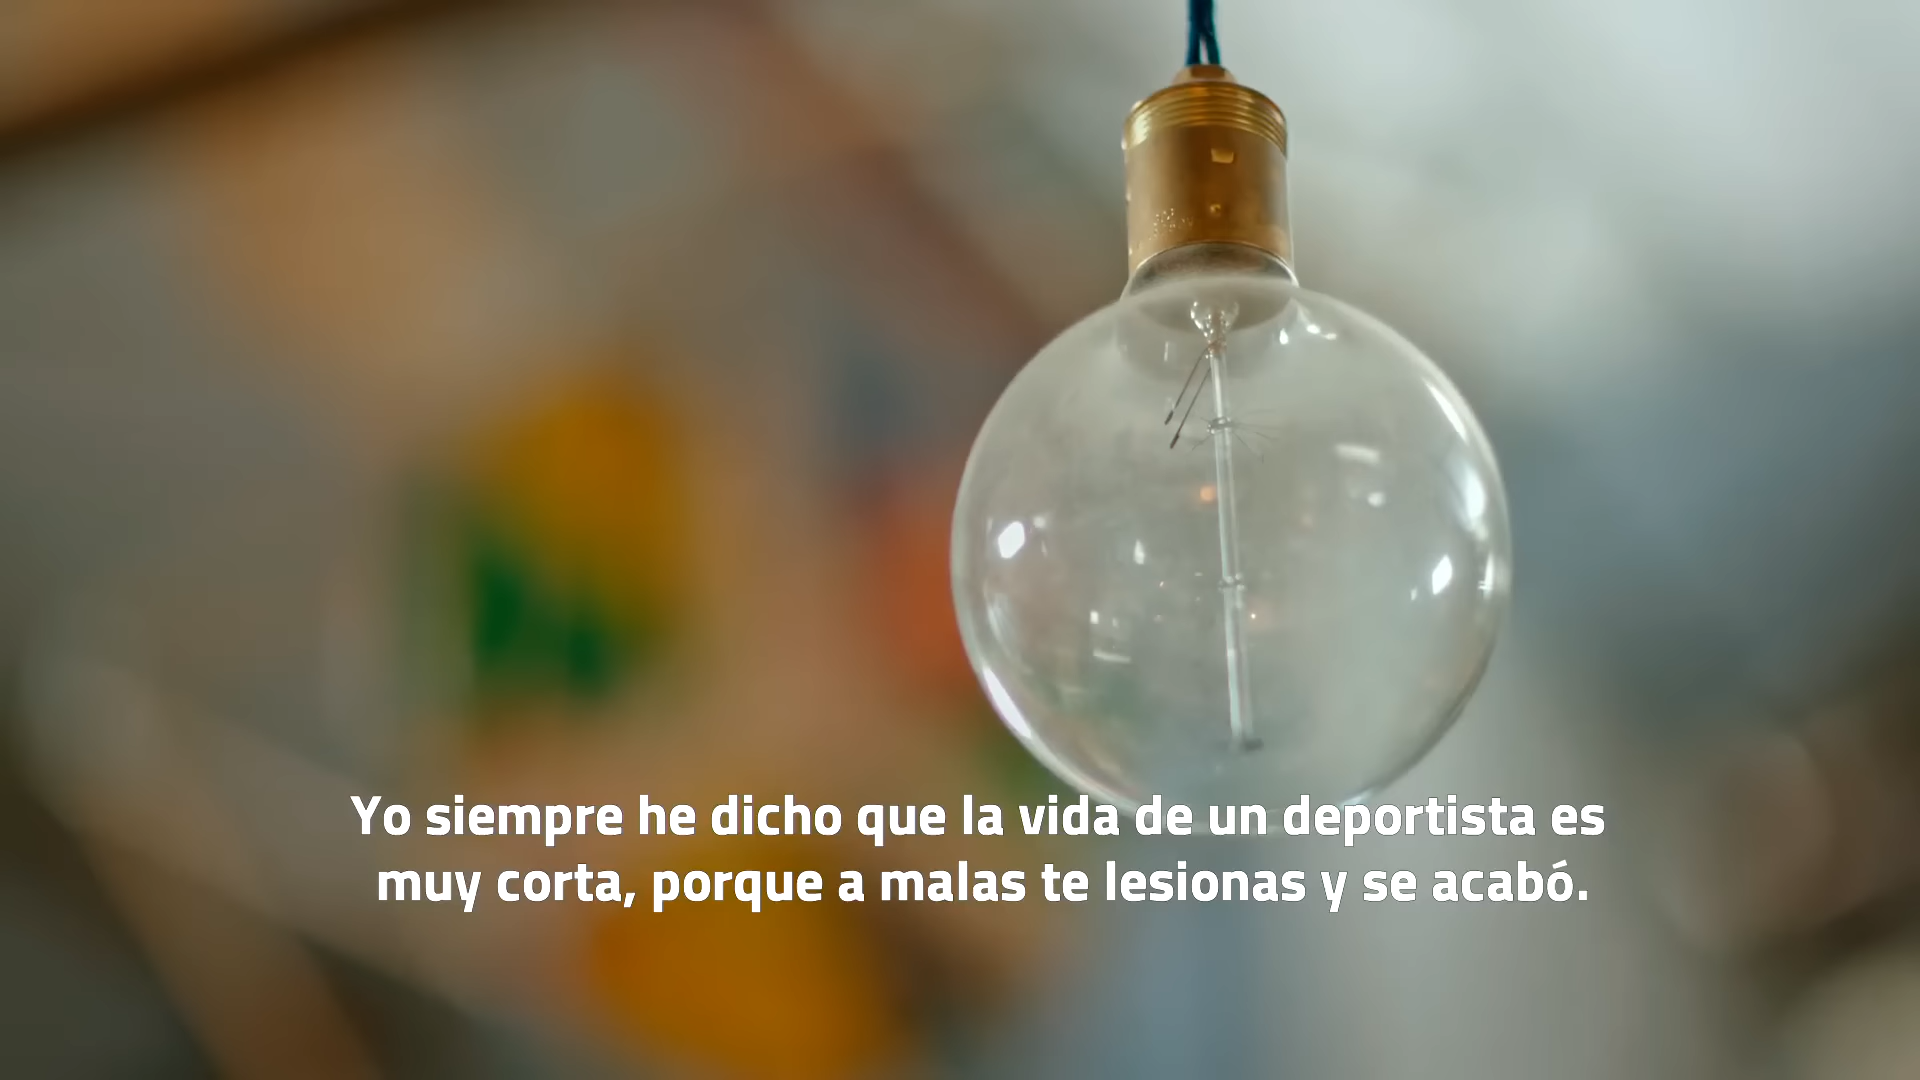 Yo siempre he dicho que la vida de un deportista es
muy corta, porque a malas te lesionas y se acabó.